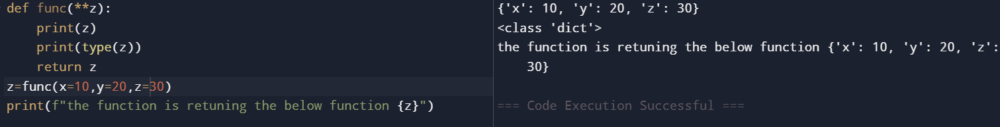 def func(**z):
    print(z)
    print(type(z))
    return z
z=func(x=10,y=20,z=30)
print(f"the function is retuning the below function {z}")
{'x': 10, 'y': 20, 'z': 30}
<class 'dict'>
the function is retuning the below function {'x': 10, 'y': 20, 'z':
    30}
=== Code Execution Successful ===